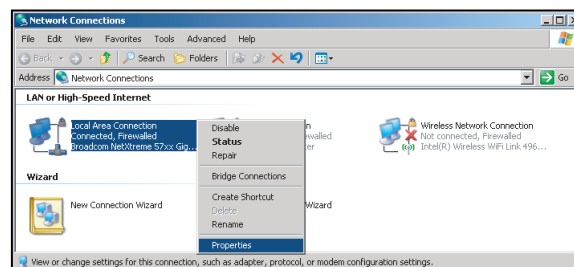 Network Connections
File Edit View Favorites Tools Advanced Help
Back Search Folders
Address Network Connections Go
LAN or High-Speed Internet
Local Area Connection
Connected, Firewalled
Broadcom NetXtreme 57xx Gig...
Disable
Status
Repair
Bridge Connections
Create Shortcut
Delete
Rename
Properties
n
ewalled
ter
Wireless Network Connection
Not connected, Firewalled
Intel(R) Wireless WiFi Link 496...
Wizard
New Connection Wizard
Wizard
View or change settings for this connection, such as adapter, protocol, or modem configuration settings.